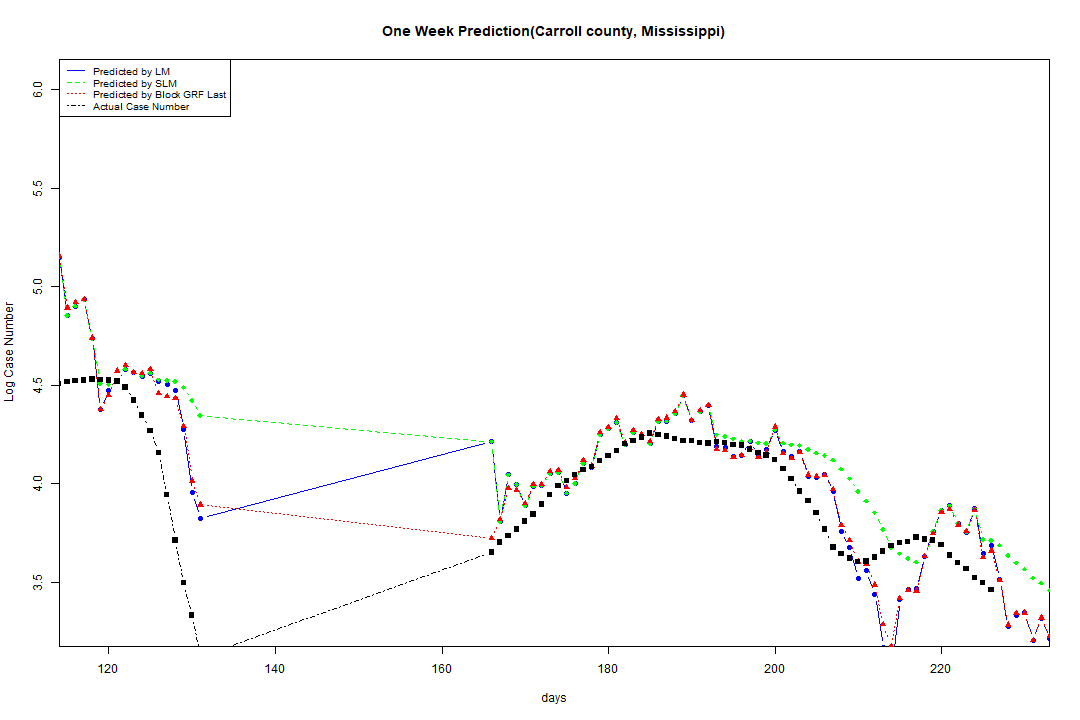 One Week Prediction(Carroll county, Mississippi)
Predicted by LM
Predicted by SLM
Predicted by Block GRF Last
Actual Case Number
6.0
5.5
5.0
4.5
4.0
3.5
Log Case Number
120 140 160 180 200 220
days